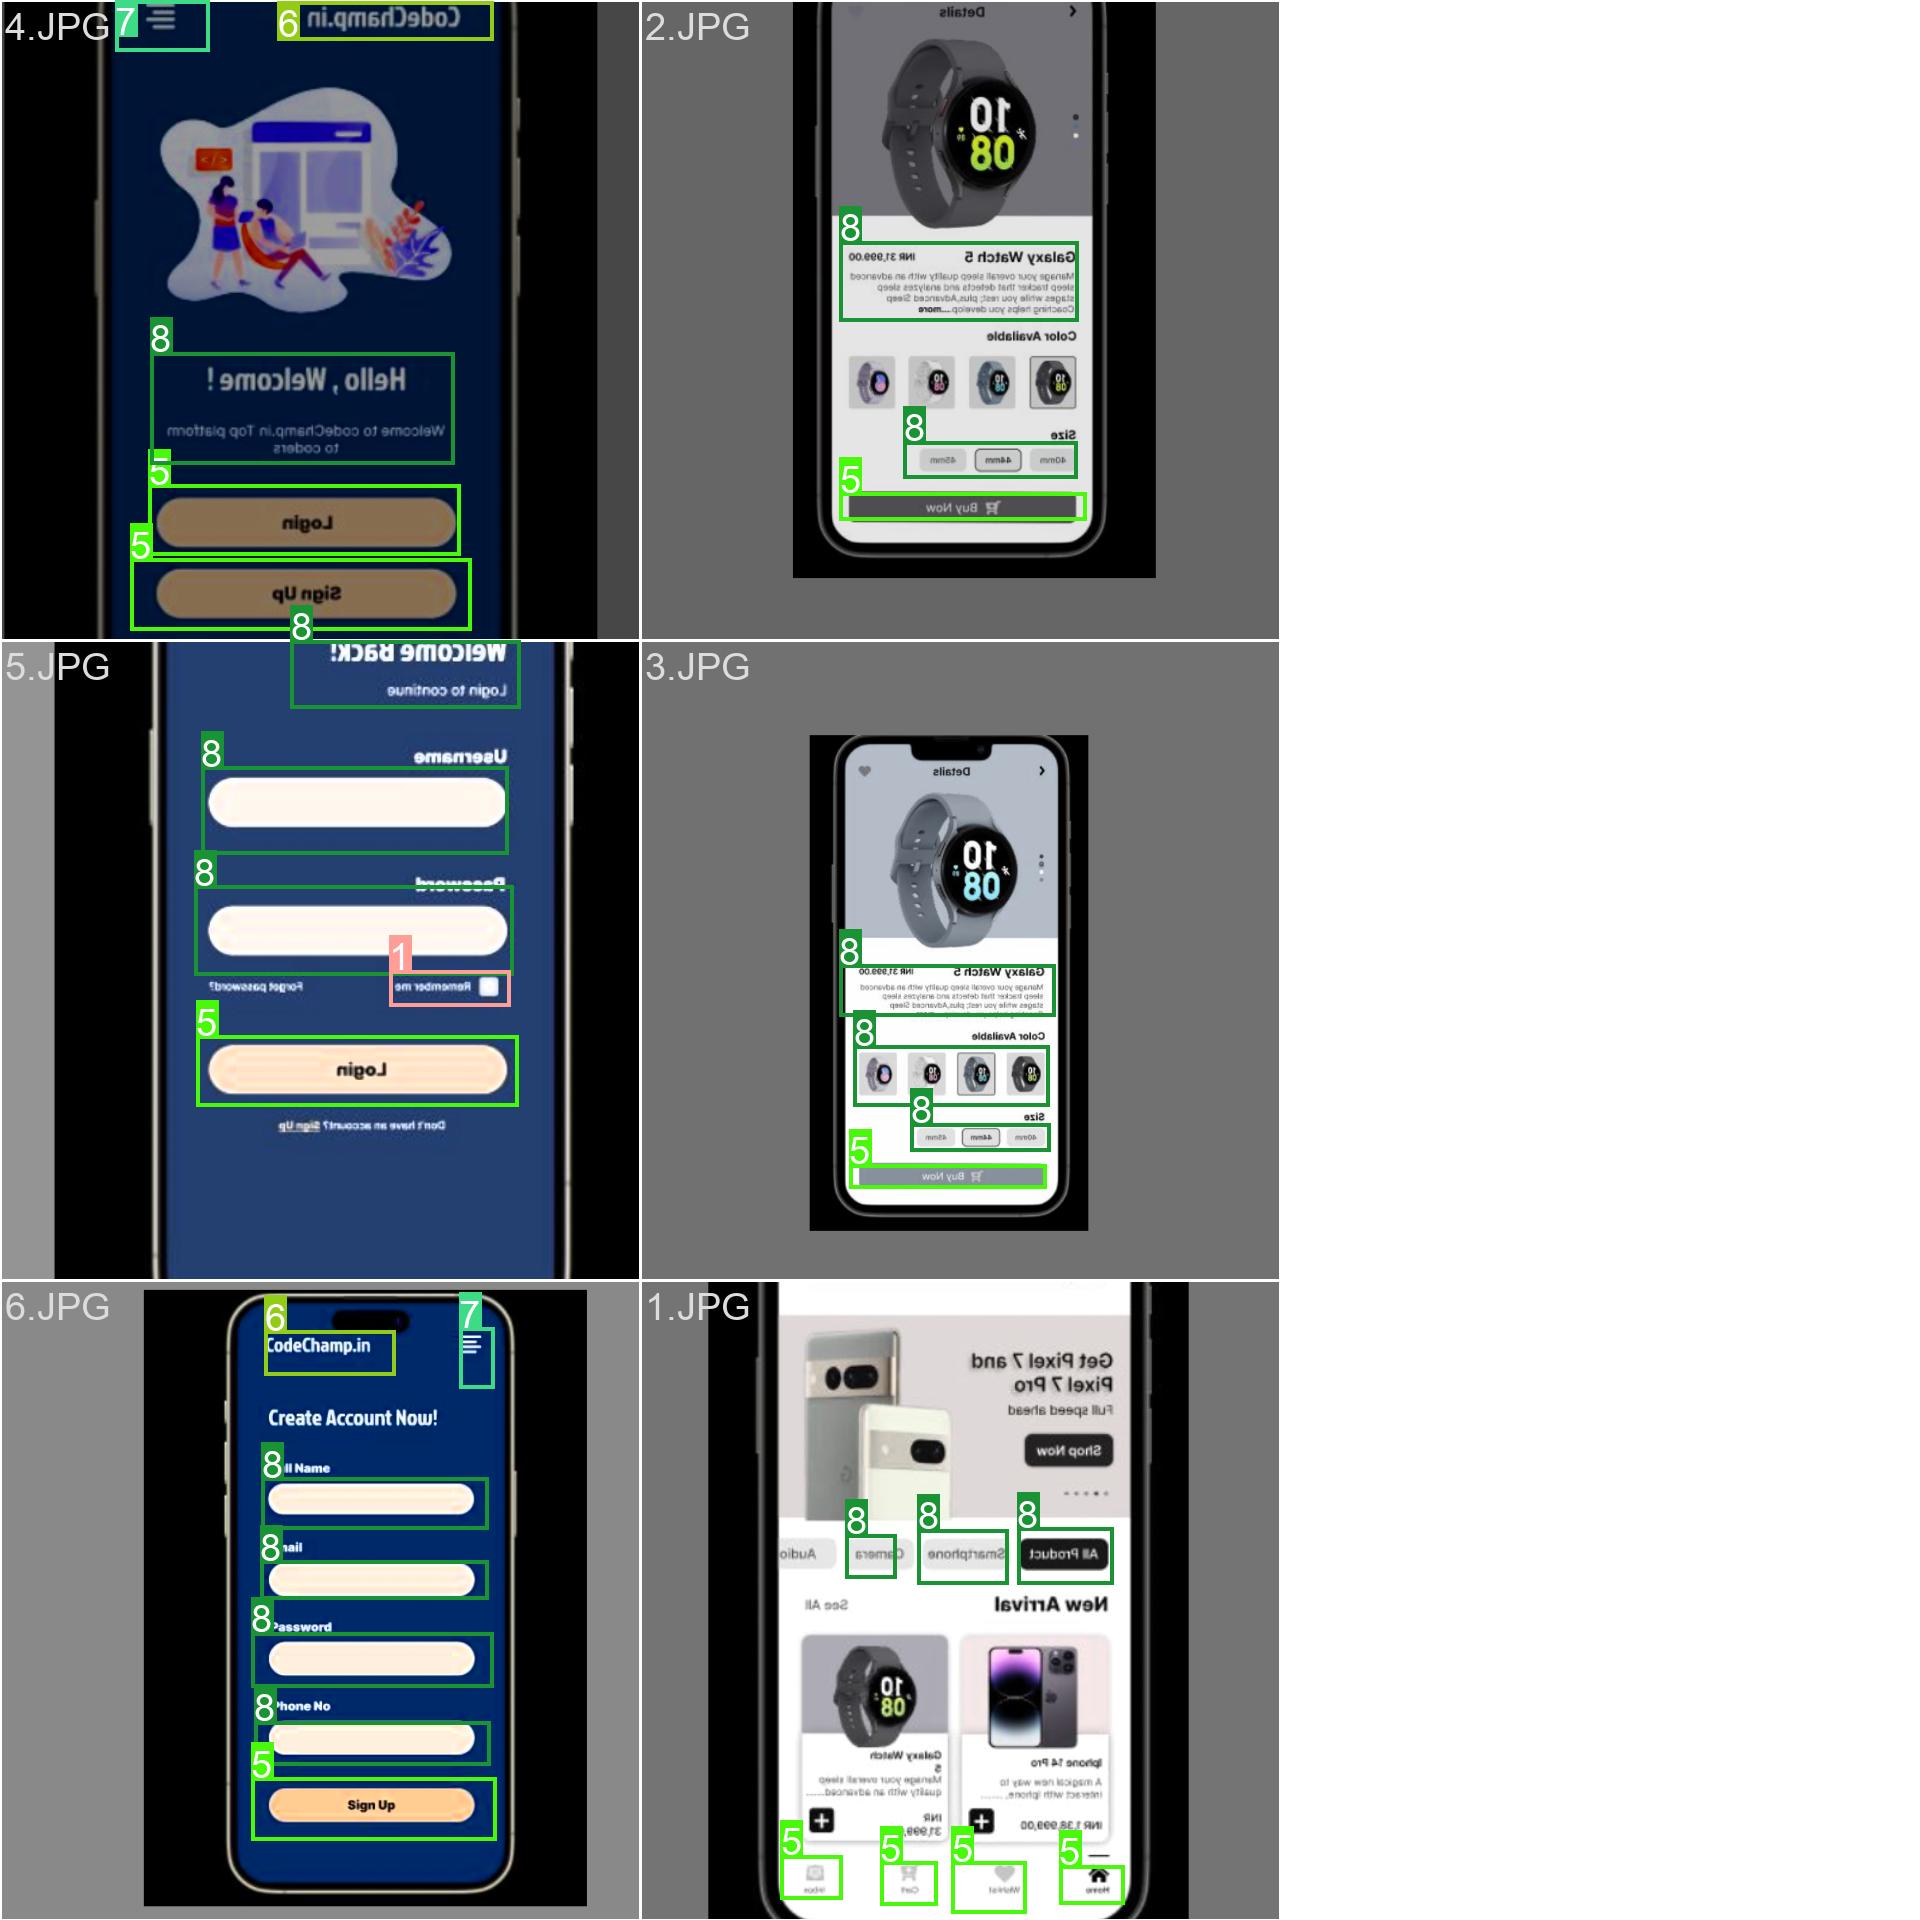 4.JPG
7
6
CodeChamp.in
</>
8
Hello , Welcome !
Welcome to codeChamp.in Top platform
to coders
5
Login
5
Sign Up
2.JPG
Details
10
08
8
Galaxy Watch 5
INR 31,999.00
Manage your overall sleep quality with an advanced
sleep tracker that detects and analyzes sleep
stages while you rest; plus,Advanced Sleep
Coaching helps you develop....more
Color Available
8
Size
40mm
44mm
45mm
5
Buy Now
5.JPG
8
Welcome Back!
Login to continue
8
Username
8
Password
1
Remember me
Forget password?
5
Login
Don't have an account? Sign Up
3.JPG
Details
10
08
8
Galaxy Watch 5
INR 31,999.00
Manage your overall sleep quality with an advanced
sleep tracker that detects and analyzes sleep
stages while you rest; plus,Advanced Sleep
8
Color Available
8
Size
40mm
44mm
45mm
5
Buy Now
6.JPG
6
7
CodeChamp.in
Create Account Now!
8
ll Name
8
ail
8
Password
8
Phone No
5
Sign Up
1.JPG
Get Pixel 7 and
Pixel 7 Pro
Full speed ahead
Shop Now
8
8
8
All Product
Smartphone
Camera
Audio
New Arrival
See All
Iphone 14 Pro
A magical new way to
interact with Iphone, .......
INR 1,38,999,00
10
08
Galaxy Watch
5
Manage your overall sleep
quality with an advanced......
INR
31,999,
5
5
5
5
Home
Wishlist
Cart
Inbox